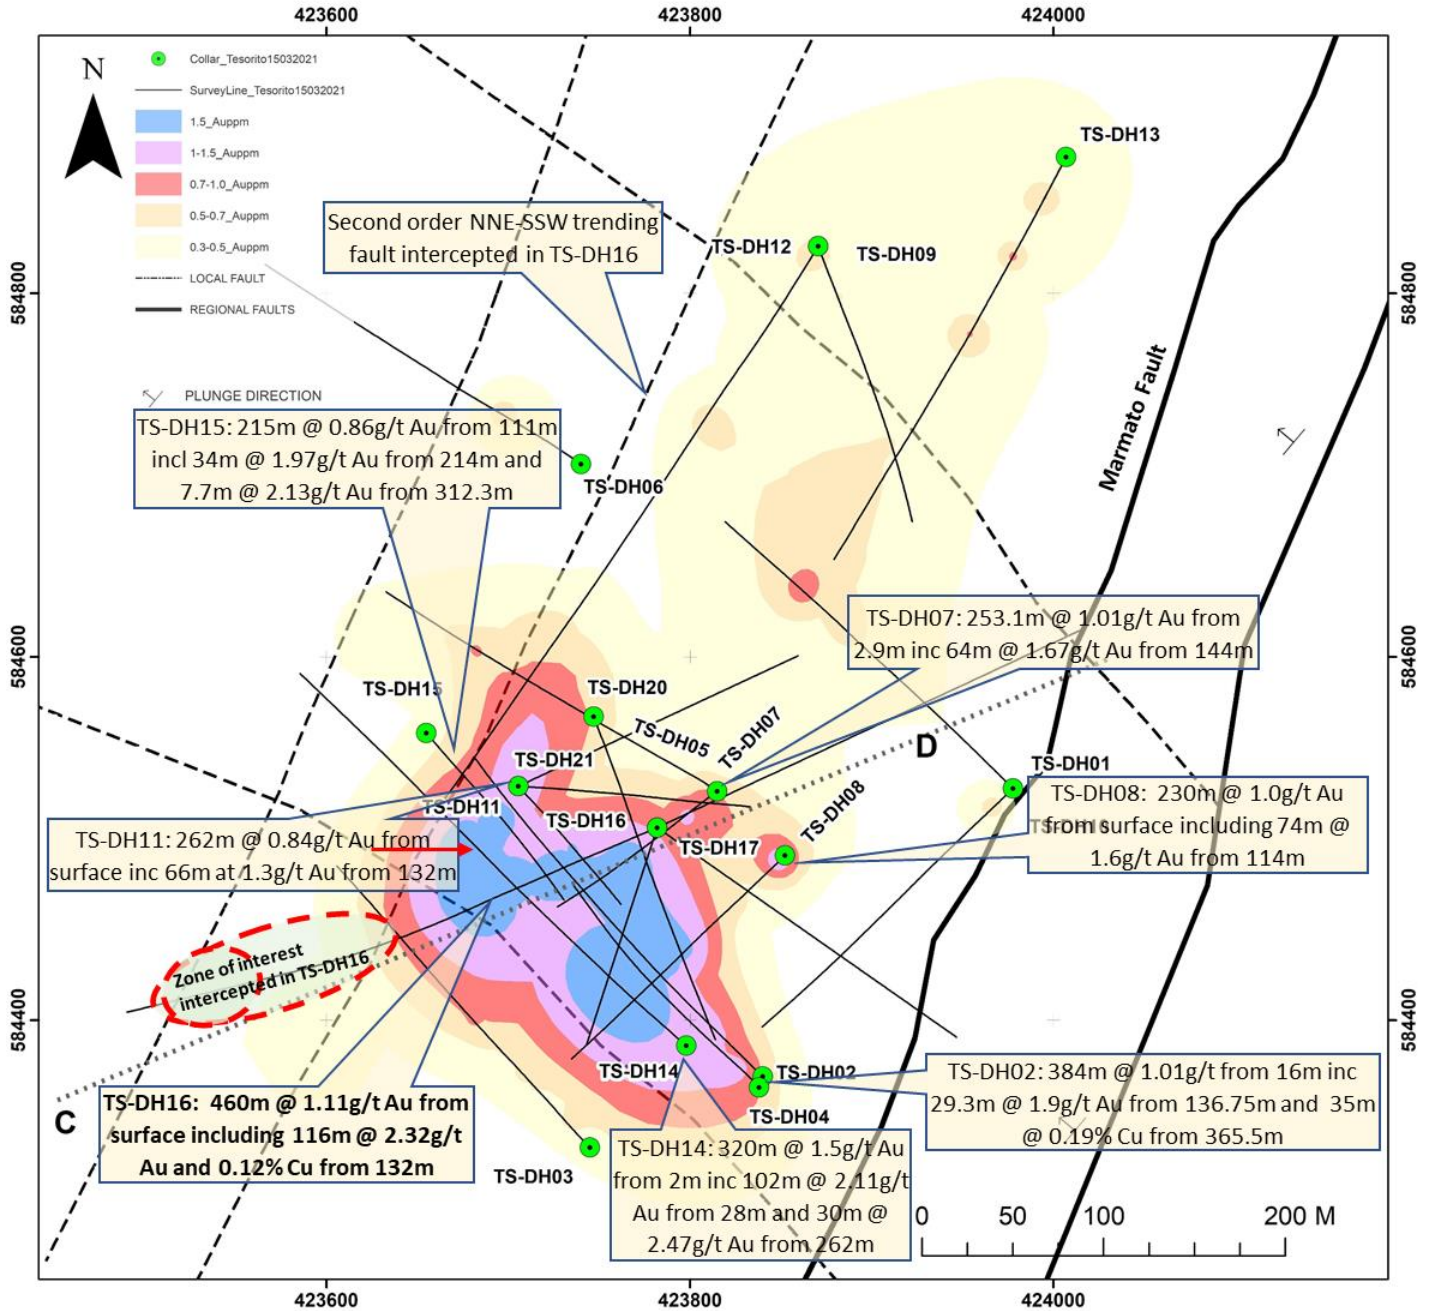 423600
423800
424000
N
Collar_Tesorito15032021
SurveyLine_Tesorito15032021
1.5_Auppm
1-1.5_Auppm
0.7-1.0_Auppm
0.5-0.7_Auppm
0.3-0.5_Auppm
LOCAL FAULT
REGIONAL FAULTS
PLUNGE DIRECTION
TS-DH13
Second order NNE-SSW trending
fault intercepted in TS-DH16
TS-DH12
TS-DH09
584800
584800
Marmato Fault
TS-DH15: 215m @ 0.86g/t Au from 111m
incl 34m @ 1.97g/t Au from 214m and
7.7m @ 2.13g/t Au from 312.3m
TS-DH06
TS-DH07: 253.1m @ 1.01g/t Au from
2.9m inc 64m @ 1.67g/t Au from 144m
584600
584600
TS-DH15
TS-DH20
TS-DH05
TS-DH07
D
TS-DH21
TS-DH01
TS-DH11
TS-DH16
TS-DH17
TS-DH08
TS-DH08: 230m @ 1.0g/t Au
from surface including 74m @
1.6g/t Au from 114m
TS-DH11: 262m @ 0.84g/t Au from
surface inc 66m at 1.3g/t Au from 132m
Zone of interest
intercepted in TS-DH16
584400
584400
TS-DH14
TS-DH02
TS-DH04
TS-DH02: 384m @ 1.01g/t from 16m inc
29.3m @ 1.9g/t Au from 136.75m and 35m
@ 0.19% Cu from 365.5m
C
TS-DH16: 460m @ 1.11g/t Au from
surface including 116m @ 2.32g/t
Au and 0.12% Cu from 132m
TS-DH03
TS-DH14: 320m @ 1.5g/t Au
from 2m inc 102m @ 2.11g/t
Au from 28m and 30m @
2.47g/t Au from 262m
0 50 100 200 M
423600
423800
424000